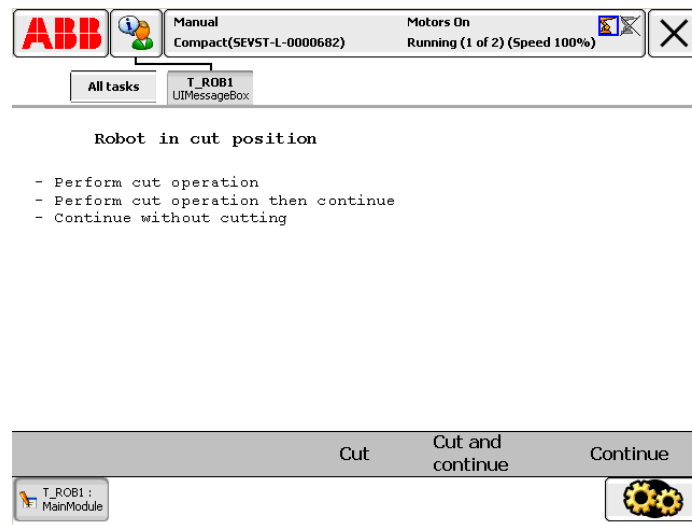 ABB
Manual
Compact(SEVST-L-0000682)
Motors On
Running (1 of 2) (Speed 100%)
All tasks
T_ROB1
UIMessageBox
Robot in cut position
- Perform cut operation
- Perform cut operation then continue
- Continue without cutting
Cut
Cut and
continue
Continue
T_ROB1 :
MainModule